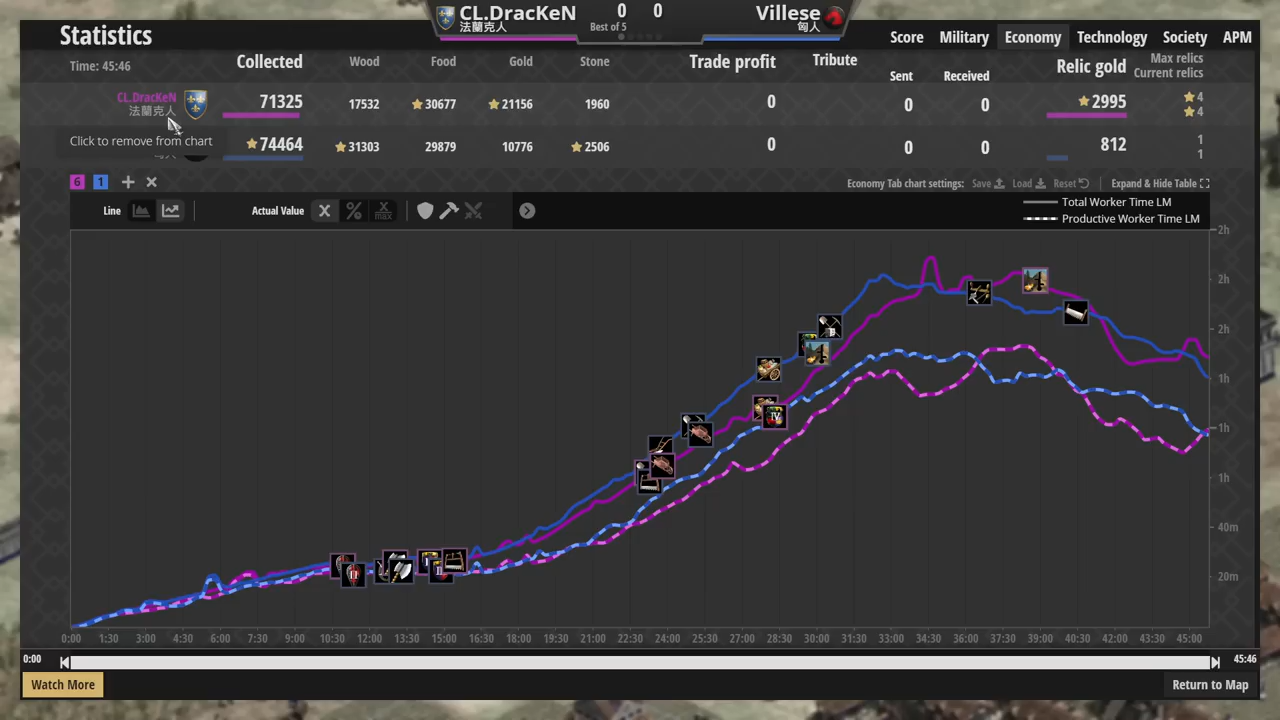 CL.DracKeN 0 0 Villese
法蘭克人 Best of 5 匈人
Statistics
Score Military Economy Technology Society APM
Time: 45:46
Collected Wood Food Gold Stone Trade profit Tribute Sent Received Relic gold Max relics
Current relics
CL.DracKeN 71325 17532 30677 21156 1960 0 0 0 2995 4
法蘭克人 4
Click to remove from chart
74464 31303 29879 10776 2506 0 0 0 812 1
1
6 1
Economy Tab chart settings: Save Load Reset Expand & Hide Table
Line Actual Value X % X/max
Total Worker Time LM
Productive Worker Time LM
2h
2h
2h
1h
1h
1h
40m
20m
0:00 1:30 3:00 4:30 6:00 7:30 9:00 10:30 12:00 13:30 15:00 16:30 18:00 19:30 21:00 22:30 24:00 25:30 27:00 28:30 30:00 31:30 33:00 34:30 36:00 37:30 39:00 40:30 42:00 43:30 45:00
0:00 45:46
Watch More Return to Map